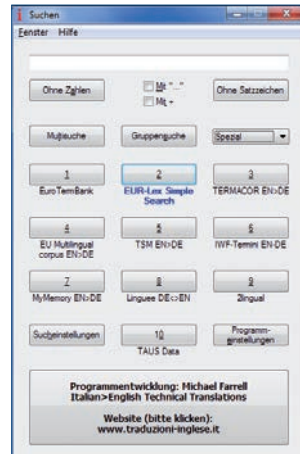 Suchen
Fenster Hilfe
Ohne Zahlen
Mit "..."
Mit +
Ohne Satzzeichen
Multisuche
Gruppensuche
Spezial
1
2
3
EuroTermBank
EUR-Lex Simple
Search
TERMACOR EN>DE
4
5
6
EU Multilingual
corpus EN>DE
TSM EN>DE
IWF-Termini EN-DE
7
8
9
MyMemory EN>DE
Linguee DE<>EN
2lingual
Sucheinstellungen
10
Programm-
einstellungen
TAUS Data
Programmentwicklung: Michael Farrell
Italian>English Technical Translations
Website (bitte klicken):
www.traduzioni-inglese.it